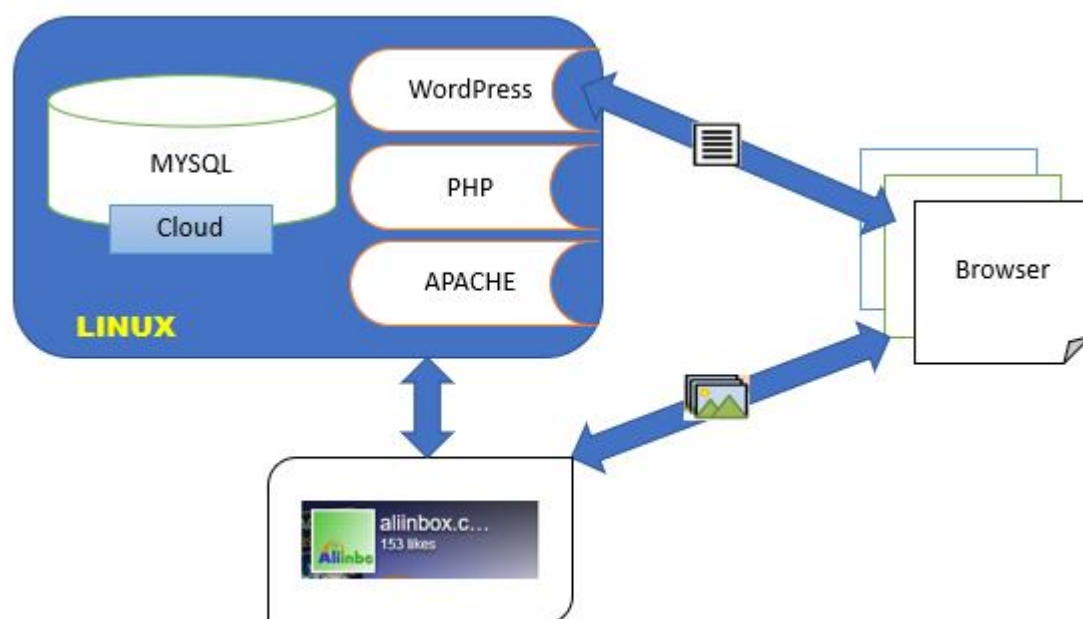 WordPress
MYSQL
PHP
Cloud
APACHE
Browser
LINUX
aliinbox.c...
153 likes
Aliinbo